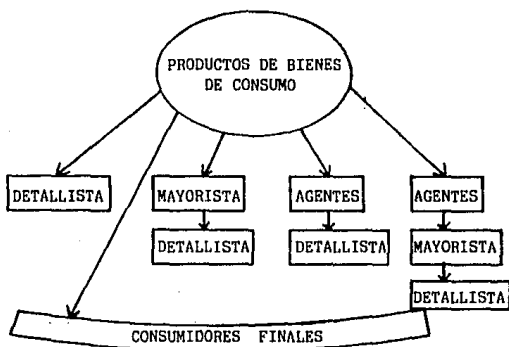 PRODUCTOS DE BIENES
DE CONSUMO
DETALLISTA
MAYORISTA
AGENTES
AGENTES
DETALLISTA
DETALLISTA
MAYORISTA
DETALLISTA
CONSUMIDORES FINALES